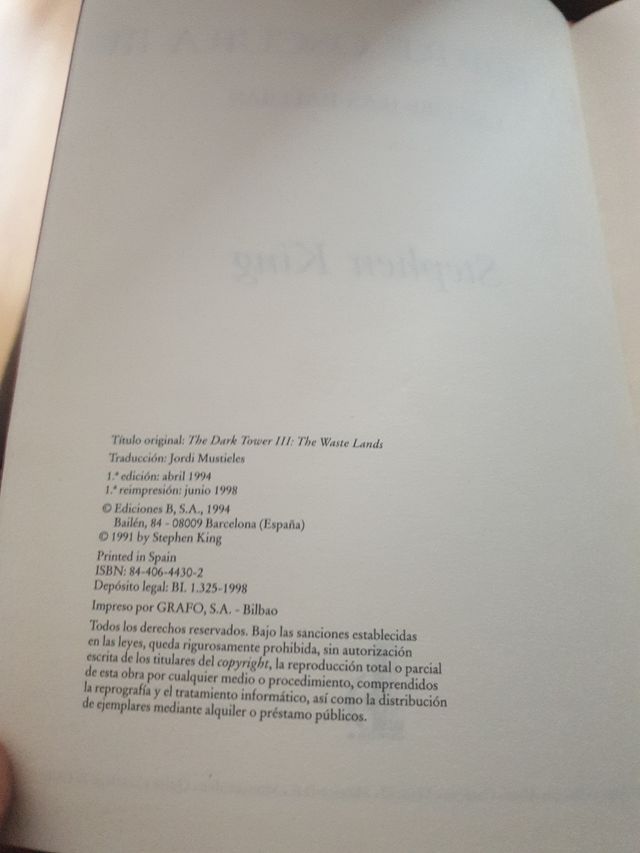 Título original: The Dark Tower III: The Waste Lands
Traducción: Jordi Mustieles
1.ª edición: abril 1994
1.ª reimpresión: junio 1998
© Ediciones B, S.A., 1994
Bailén, 84 - 08009 Barcelona (España)
© 1991 by Stephen King
Printed in Spain
ISBN: 84-406-4430-2
Depósito legal: BI. 1.325-1998
Impreso por GRAFO, S.A. - Bilbao
Todos los derechos reservados. Bajo las sanciones establecidas
en las leyes, queda rigurosamente prohibida, sin autorización
escrita de los titulares del copyright, la reproducción total o parcial
de esta obra por cualquier medio o procedimiento, comprendidos
la reprografía y el tratamiento informático, así como la distribución
de ejemplares mediante alquiler o préstamo públicos.